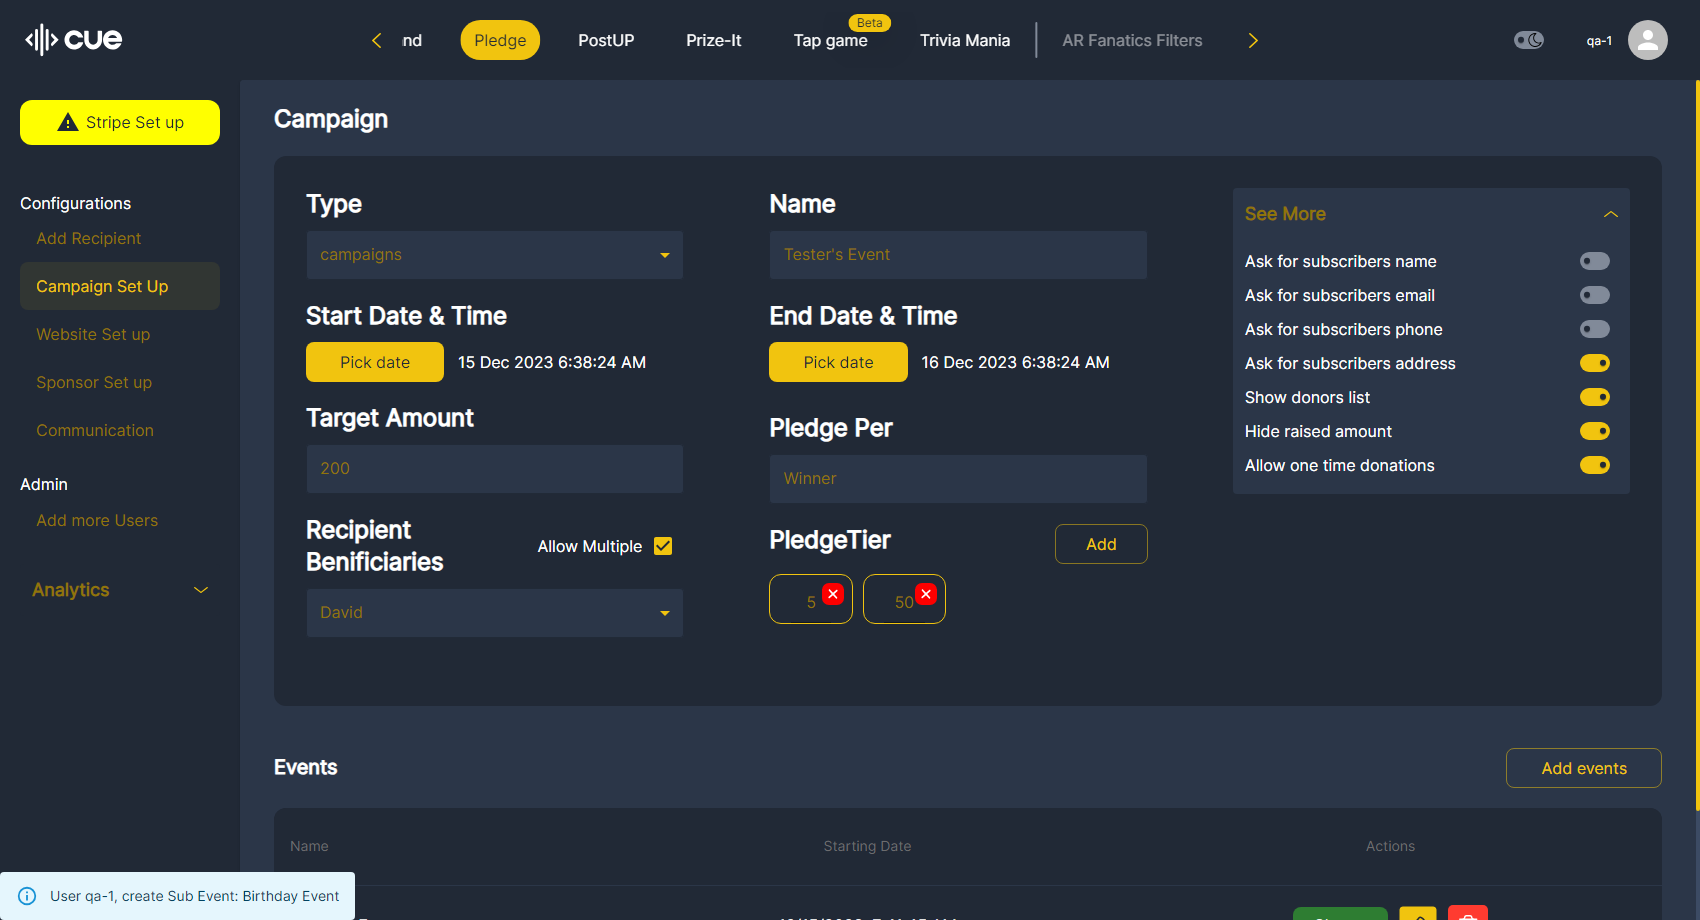 cue
nd
Pledge
PostUP
Prize-It
Tap game
Beta
Trivia Mania
AR Fanatics Filters
qa-1
Stripe Set up
Configurations
Add Recipient
Campaign Set Up
Website Set up
Sponsor Set up
Communication
Admin
Add more Users
Analytics
Campaign
Type
campaigns
Name
Tester's Event
Start Date & Time
Pick date
15 Dec 2023 6:38:24 AM
End Date & Time
Pick date
16 Dec 2023 6:38:24 AM
Target Amount
200
Pledge Per
Winner
Recipient
Benificiaries
Allow Multiple
David
PledgeTier
Add
5
50
See More
Ask for subscribers name
Ask for subscribers email
Ask for subscribers phone
Ask for subscribers address
Show donors list
Hide raised amount
Allow one time donations
Events
Add events
Name
Starting Date
Actions
User qa-1, create Sub Event: Birthday Event